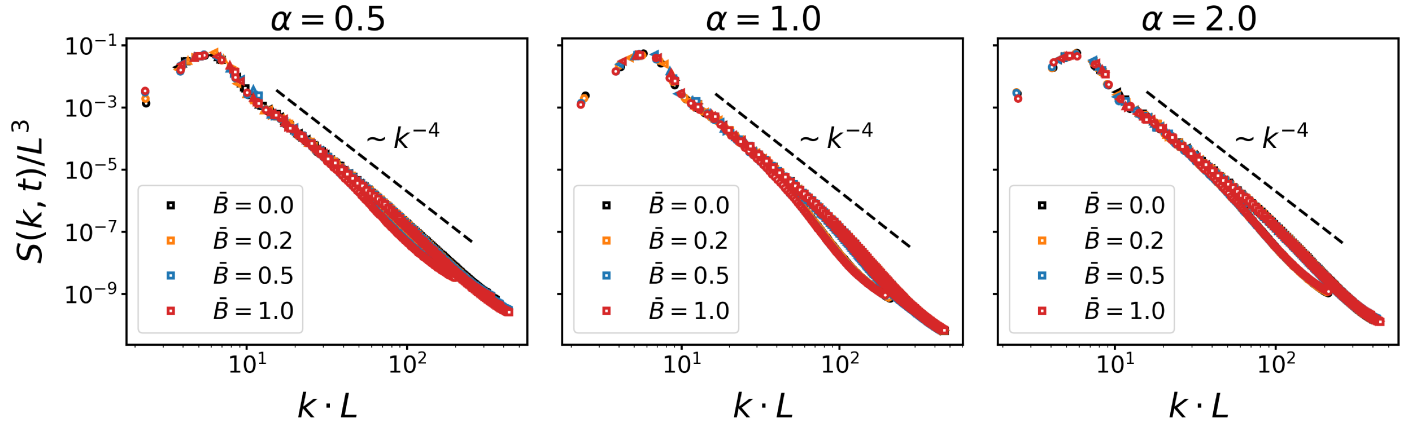 α = 0.5
α = 1.0
α = 2.0
S(k, t)/L³
10⁻¹
10⁻³
10⁻⁵
10⁻⁷
10⁻⁹
~ k⁻⁴
B̄ = 0.0
B̄ = 0.2
B̄ = 0.5
B̄ = 1.0
10¹
10²
k · L
~ k⁻⁴
B̄ = 0.0
B̄ = 0.2
B̄ = 0.5
B̄ = 1.0
10¹
10²
k · L
~ k⁻⁴
B̄ = 0.0
B̄ = 0.2
B̄ = 0.5
B̄ = 1.0
10¹
10²
k · L